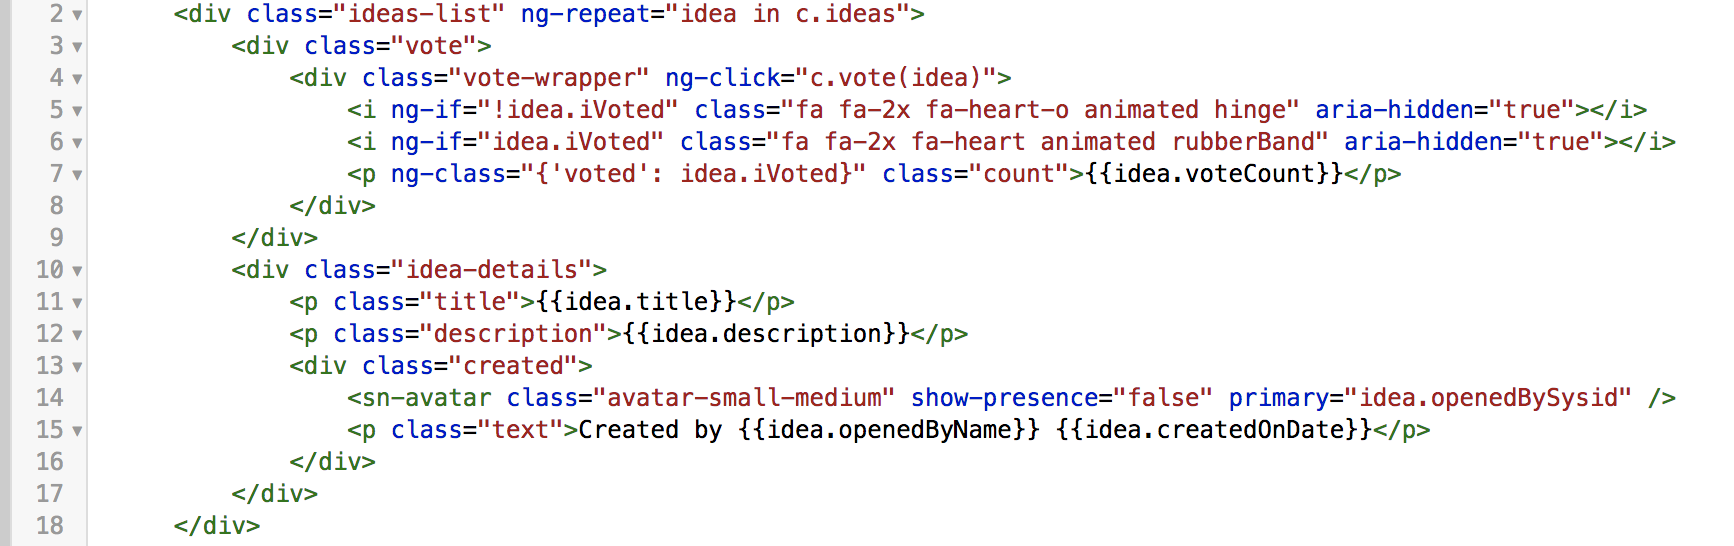 2 <div class="ideas-list" ng-repeat="idea in c.ideas">
3 <div class="vote">
4 <div class="vote-wrapper" ng-click="c.vote(idea)">
5 <i ng-if="!idea.iVoted" class="fa fa-2x fa-heart-o animated hinge" aria-hidden="true"></i>
6 <i ng-if="idea.iVoted" class="fa fa-2x fa-heart animated rubberBand" aria-hidden="true"></i>
7 <p ng-class="{'voted': idea.iVoted}" class="count">{{idea.voteCount}}</p>
8 </div>
9 </div>
10 <div class="idea-details">
11 <p class="title">{{idea.title}}</p>
12 <p class="description">{{idea.description}}</p>
13 <div class="created">
14 <sn-avatar class="avatar-small-medium" show-presence="false" primary="idea.openedBySysid" />
15 <p class="text">Created by {{idea.openedByName}} {{idea.createdOnDate}}</p>
16 </div>
17 </div>
18 </div>